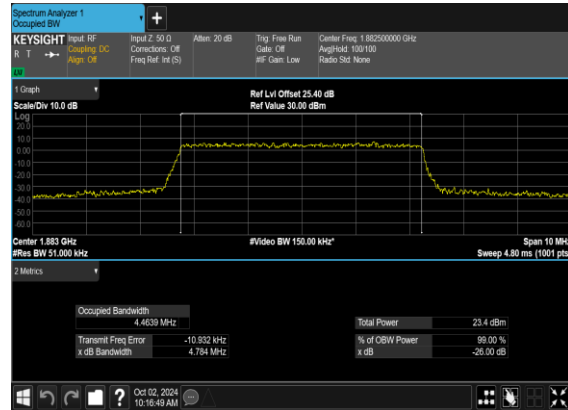 Spectrum Analyzer 1
Occupied BW
+
KEYSIGHT Input: RF Input Z: 50 Ω Atten: 20 dB Trig: Free Run Center Freq: 1.882500000 GHz
R T Coupling: DC Corrections: Off Gate: Off Avg|Hold: 100/100
Align: Off Freq Ref: Int (S) #IF Gain: Low Radio Std: None
1 Graph
Ref Lvl Offset 25.40 dB
Scale/Div 10.0 dB Ref Value 30.00 dBm
Log
20.0
10.0
0.00
-10.0
-20.0
-30.0
-40.0
-50.0
-60.0
Center 1.883 GHz #Video BW 150.00 kHz* Span 10 MHz
#Res BW 51.000 kHz Sweep 4.80 ms (1001 pts
2 Metrics
Occupied Bandwidth
4.4639 MHz Total Power 23.4 dBm
Transmit Freq Error -10.932 kHz % of OBW Power 99.00 %
x dB Bandwidth 4.784 MHz x dB -26.00 dB
? Oct 02, 2024
10:16:49 AM